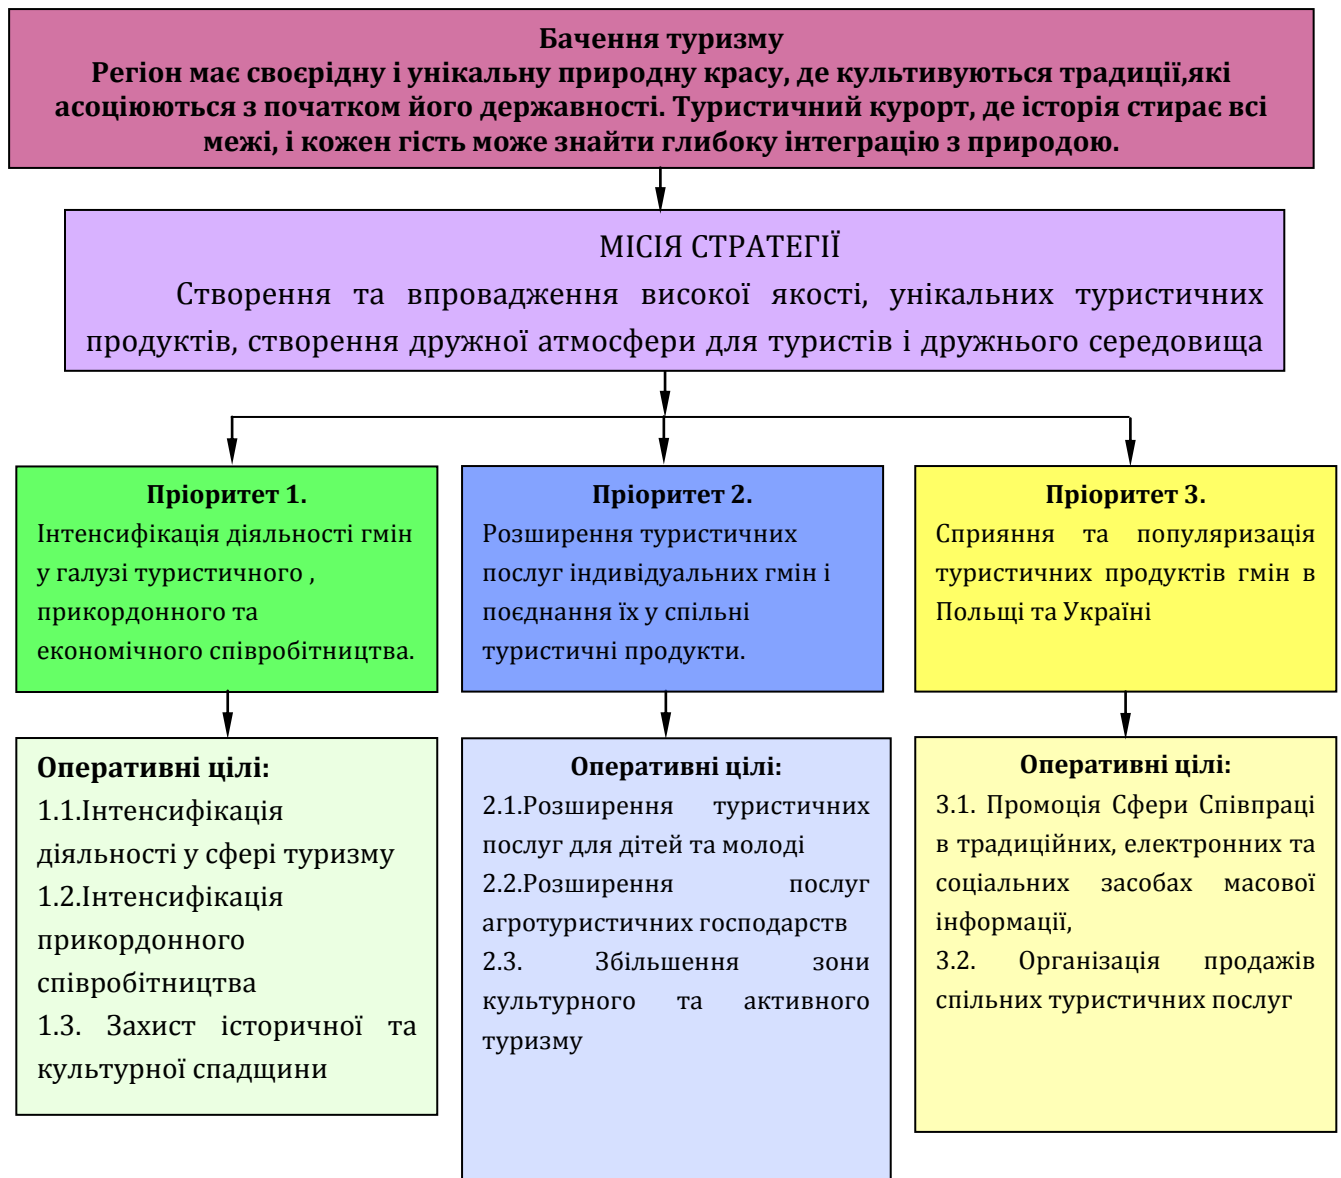 Бачення туризму
Регіон має своєрідну і унікальну природну красу, де культивуються традиції,які
асоціюються з початком його державності. Туристичний курорт, де історія стирає всі
межі, і кожен гість може знайти глибоку інтеграцію з природою.
МІСІЯ СТРАТЕГІЇ
Створення та впровадження високої якості, унікальних туристичних
продуктів, створення дружної атмосфери для туристів і дружнього середовища
Пріоритет 1.
Інтенсифікація діяльності гмін
у галузі туристичного ,
прикордонного та
економічного співробітництва.
Пріоритет 2.
Розширення туристичних
послуг індивідуальних гмін і
поєднання їх у спільні
туристичні продукти.
Пріоритет 3.
Сприяння та популяризація
туристичних продуктів гмін в
Польщі та Україні
Оперативні цілі:
1.1.Інтенсифікація
діяльності у сфері туризму
1.2.Інтенсифікація
прикордонного
співробітництва
1.3. Захист історичної та
культурної спадщини
Оперативні цілі:
2.1.Розширення туристичних
послуг для дітей та молоді
2.2.Розширення послуг
агротуристичних господарств
2.3. Збільшення зони
культурного та активного
туризму
Оперативні цілі:
3.1. Промоція Сфери Співпраці
в традиційних, електронних та
соціальних засобах масової
інформації,
3.2. Організація продажів
спільних туристичних послуг